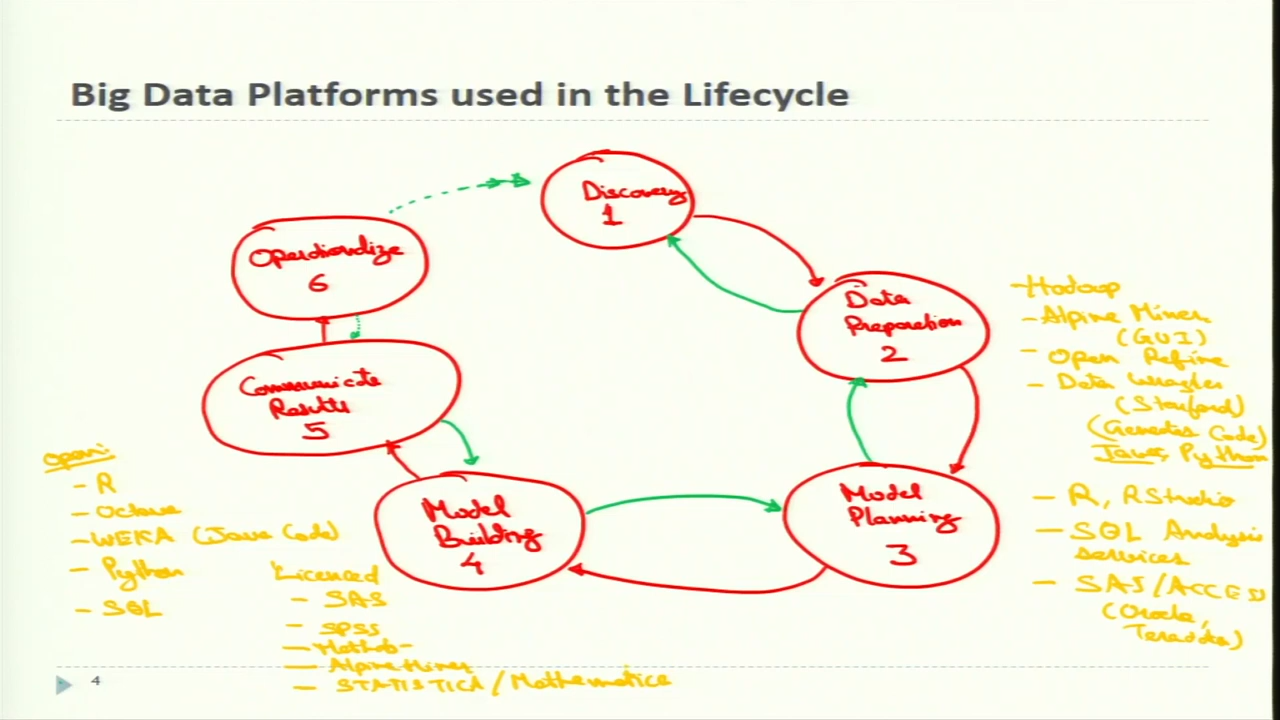 Big Data Platforms used in the Lifecycle
Discovery
1
Data
Preparation
2
Model
Planning
3
Model
Building
4
Communicate
Results
5
Operationalize
6
- Hadoop
- Alpine Miner
(GUI)
- Open Refine
- Data Wrangler
(Stanford)
(Generates Code)
Java, Python
- R, RStudio
- SQL Analysis
services
- SAS/ACCESS
(Oracle,
Teradata)
open:
- R
- Octave
- WEKA (Java Code)
- Python
- SQL
Licenced
- SAS
- SPSS
- Matlab
- Alpine Miner
- STATISTICA / Mathematica
4